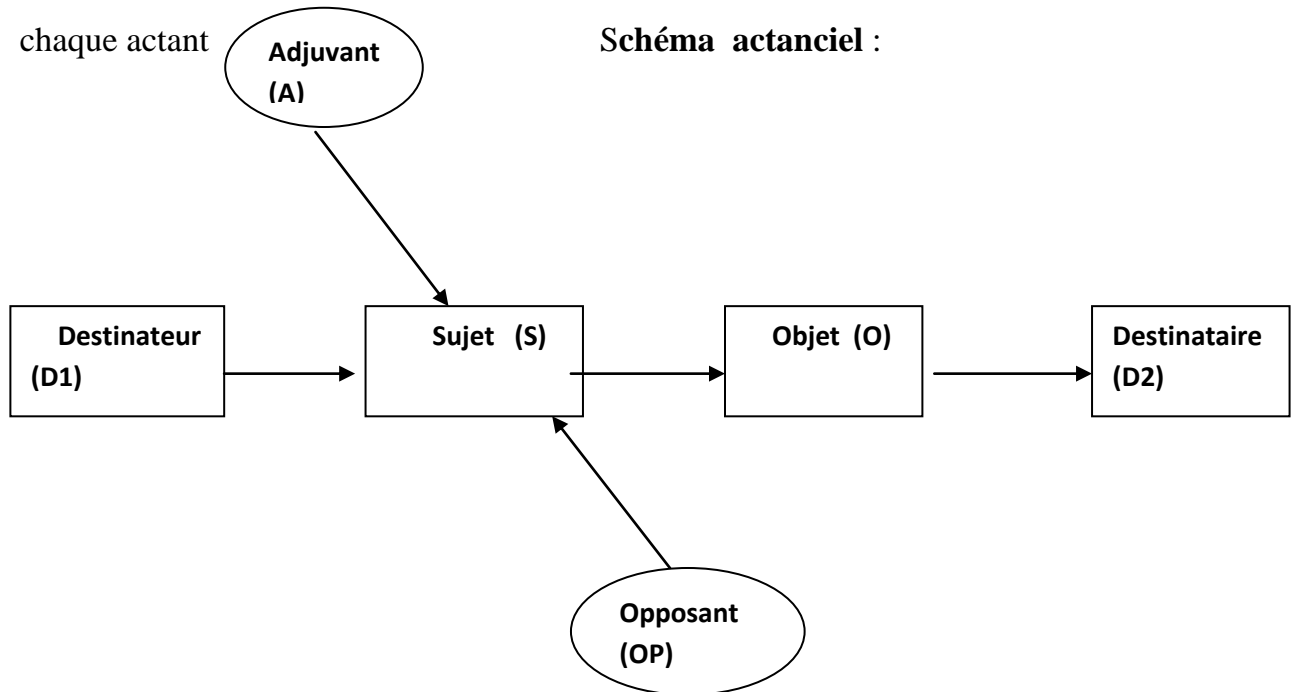 chaque actant
Schéma actanciel :
Adjuvant
(A)
Destinateur
(D1)
Sujet (S)
Objet (O)
Destinataire
(D2)
Opposant
(OP)